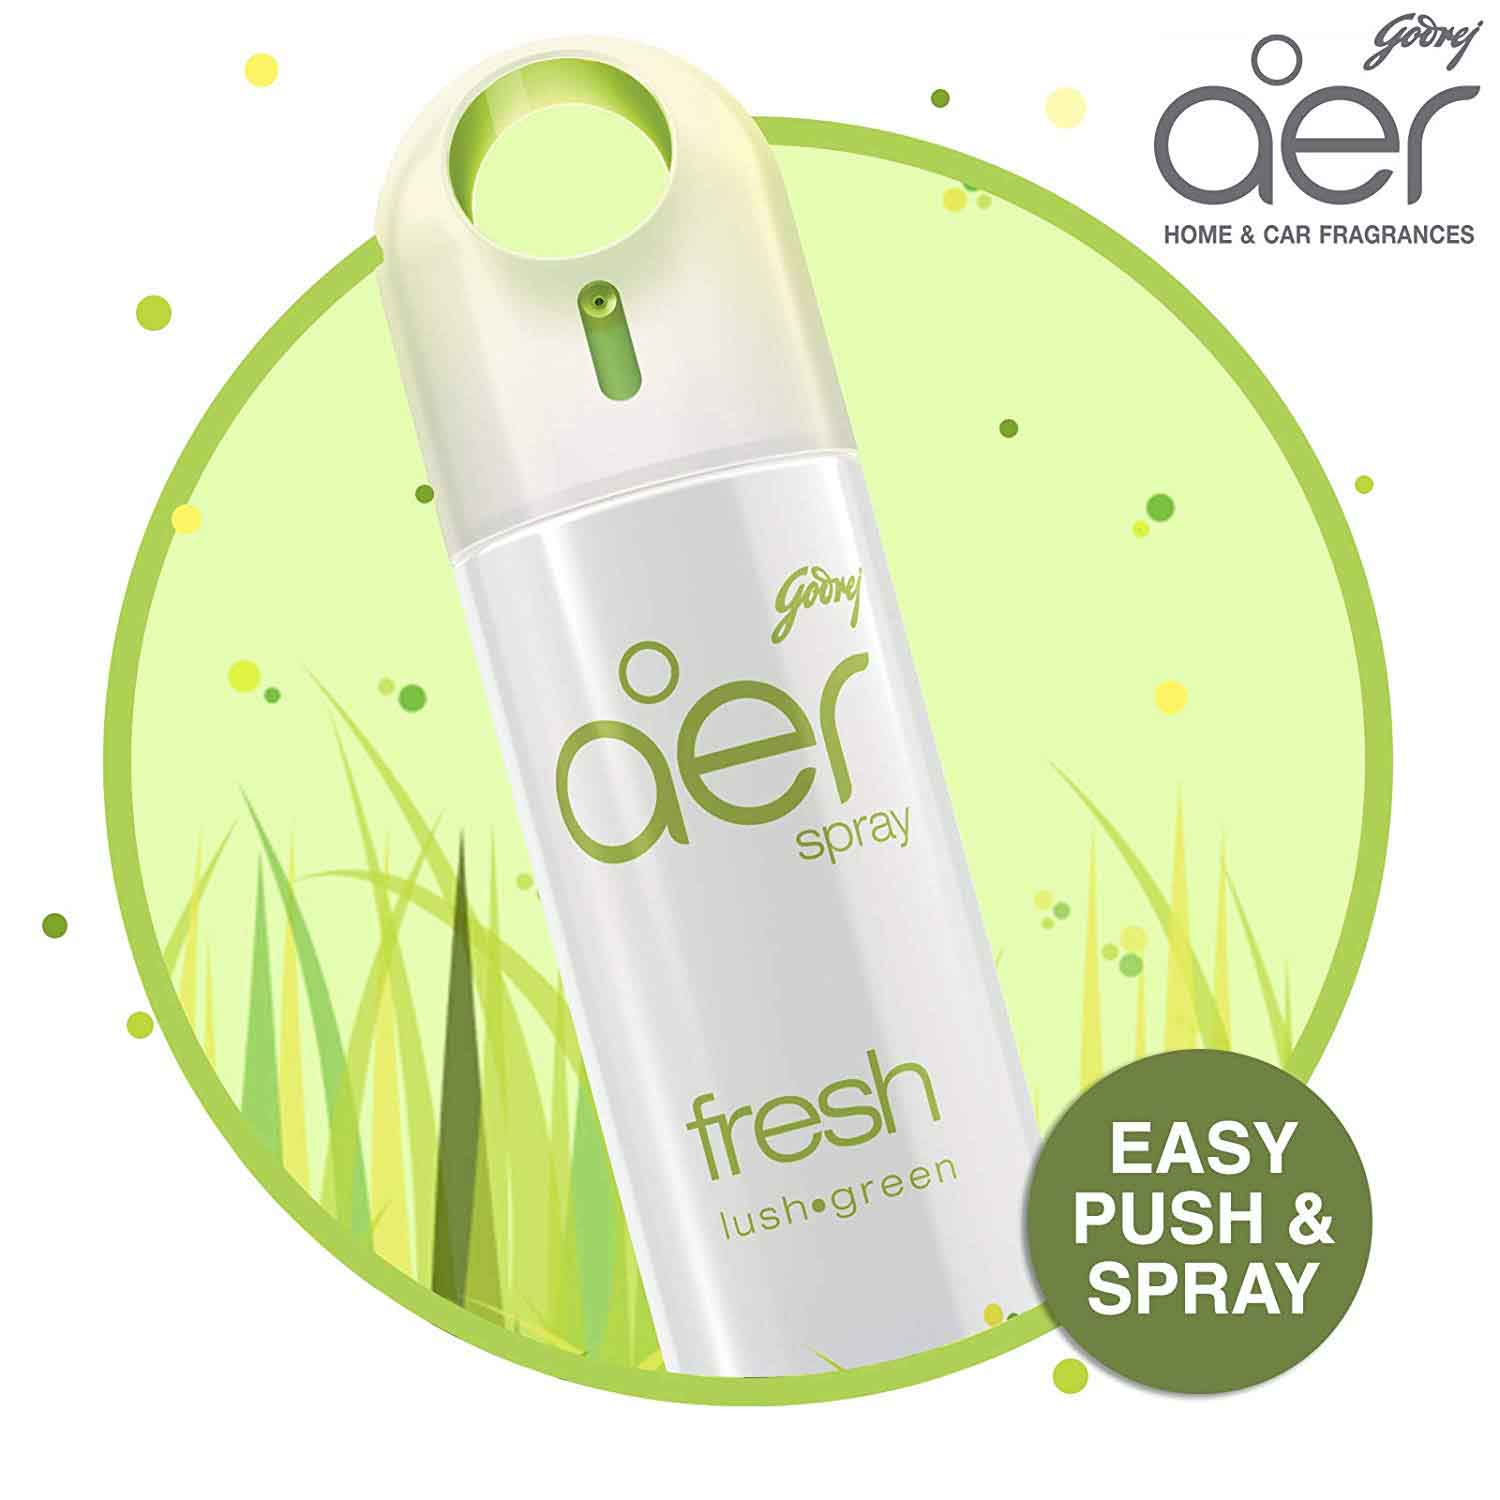 Godrej
aer
HOME & CAR FRAGRANCES
Godrej
aer
spray
fresh
lush•green
EASY
PUSH &
SPRAY